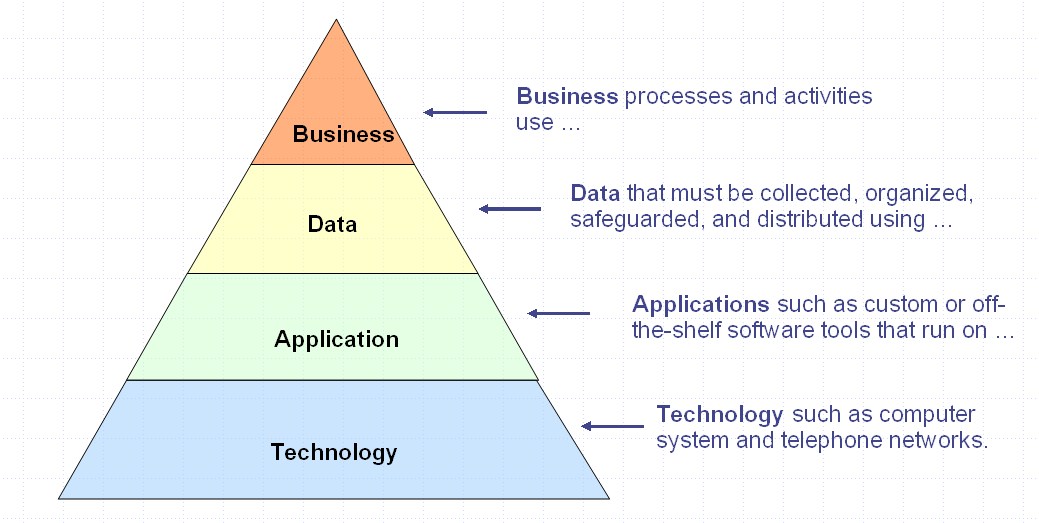 Business
Business processes and activities
use …
Data
Data that must be collected, organized,
safeguarded, and distributed using …
Application
Applications such as custom or off-
the-shelf software tools that run on …
Technology
Technology such as computer
system and telephone networks.